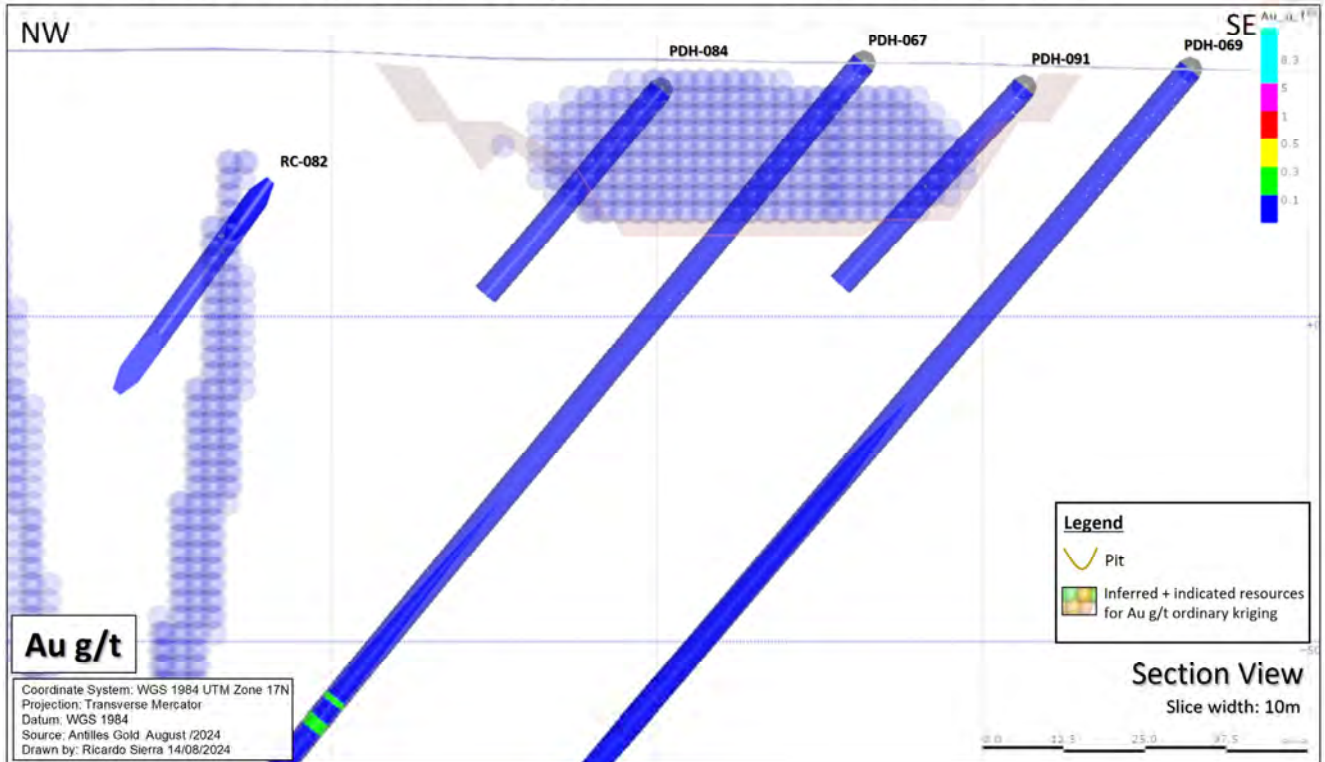 NW
SE
PDH-084
PDH-067
PDH-091
PDH-069
RC-082
8.3
5
1
0.5
0.3
0.1
Legend
Pit
Inferred + indicated resources
for Au g/t ordinary kriging
Au g/t
Coordinate System: WGS 1984 UTM Zone 17N
Projection: Transverse Mercator
Datum: WGS 1984
Source: Antilles Gold August /2024
Drawn by: Ricardo Sierra 14/08/2024
Section View
Slice width: 10m
0.0 12.5 25.0 37.5